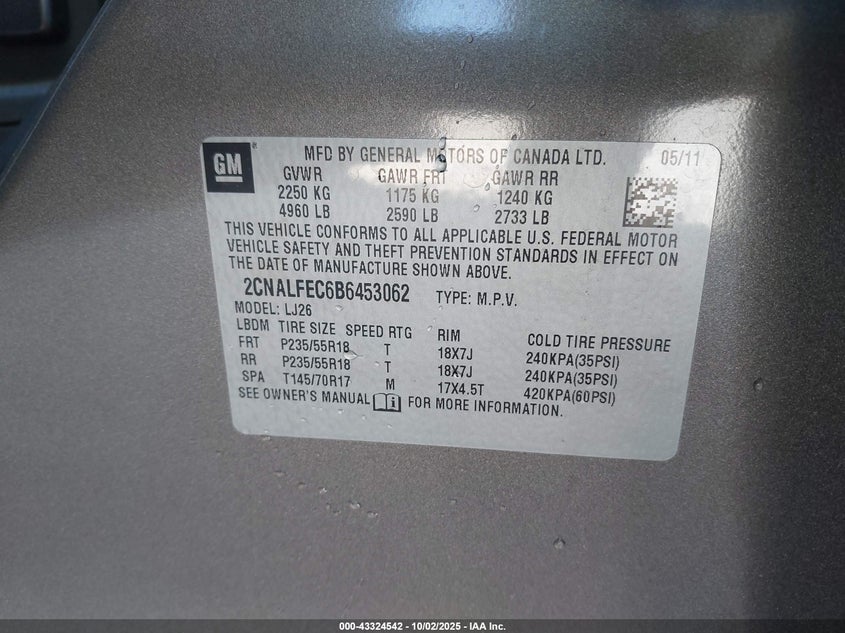 GM
MFD BY GENERAL MOTORS OF CANADA LTD. 05/11
GVWR GAWR FRT GAWR RR
2250 KG 1175 KG 1240 KG
4960 LB 2590 LB 2733 LB
THIS VEHICLE CONFORMS TO ALL APPLICABLE U.S. FEDERAL MOTOR
VEHICLE SAFETY AND THEFT PREVENTION STANDARDS IN EFFECT ON
THE DATE OF MANUFACTURE SHOWN ABOVE.
2CNALFEC6B6453062 TYPE: M.P.V.
MODEL: LJ26
LBDM TIRE SIZE SPEED RTG RIM COLD TIRE PRESSURE
FRT P235/55R18 T 18X7J 240KPA(35PSI)
RR P235/55R18 T 18X7J 240KPA(35PSI)
SPA T145/70R17 M 17X4.5T 420KPA(60PSI)
SEE OWNER'S MANUAL i FOR MORE INFORMATION.
000-43324542 - 10/02/2025 - IAA Inc.